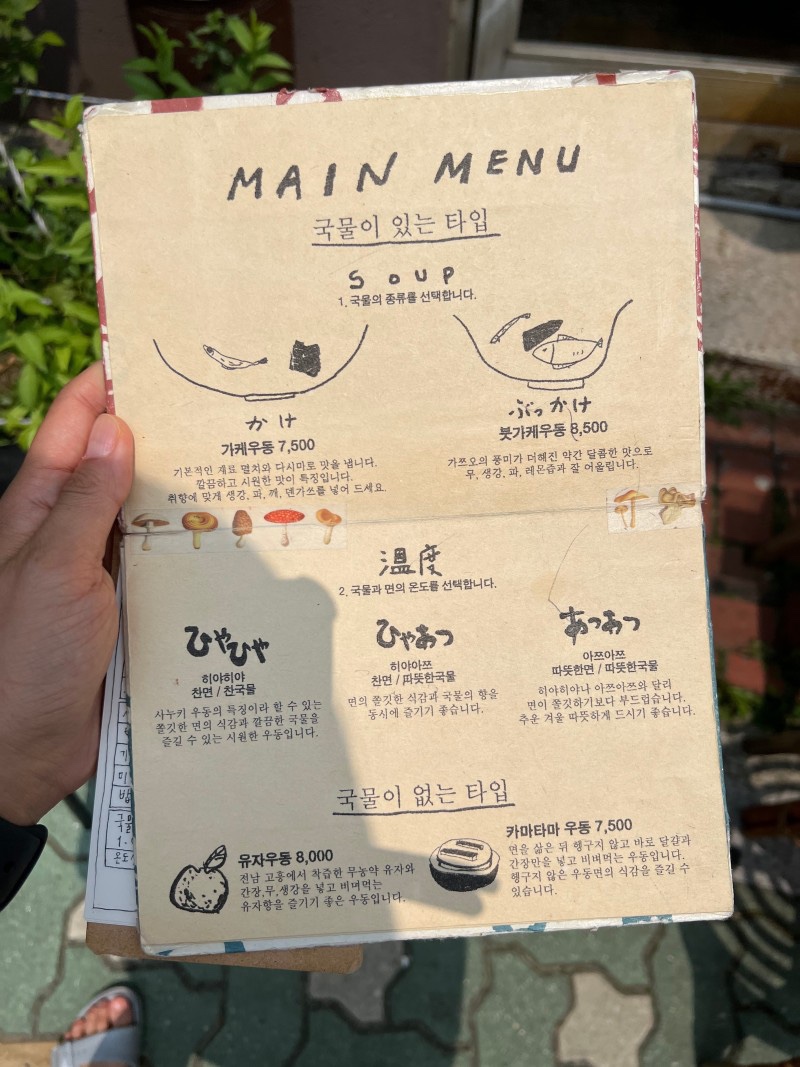 MAIN MENU
국물이 있는 타입
SOUP
1. 국물의 종류를 선택합니다.
かけ
가케우동 7,500
기본적인 재료 멸치와 다시마로 맛을 냅니다.
깔끔하고 시원한 맛이 특징입니다.
취향에 맞게 생강, 파, 깨, 덴가쓰를 넣어 드세요.
ぶっかけ
붓가케우동 8,500
가쯔오의 풍미가 더해진 약간 달콤한 맛으로
무, 생강, 파, 레몬즙과 잘 어울립니다.
温度
2. 국물과 면의 온도를 선택합니다.
ひやひや
히야히야
찬면 / 찬국물
사누키 우동의 특징이라 할 수 있는
쫄깃한 면의 식감과 깔끔한 국물을
즐길 수 있는 시원한 우동입니다.
ひやあつ
히야아쯔
찬면 / 따뜻한국물
면의 쫄깃한 식감과 국물의 향을
동시에 즐기기 좋습니다.
あつあつ
아쯔아쯔
따뜻한면 / 따뜻한국물
히야히야나 아쯔아쯔와 달리
면이 쫄깃하기보다 부드럽습니다.
추운 겨울 따뜻하게 드시기 좋습니다.
국물이 없는 타입
유자우동 8,000
전남 고흥에서 착즙한 무농약 유자와
간장,무,생강을 넣고 비벼먹는
유자향을 즐기기 좋은 우동입니다.
카마타마 우동 7,500
면을 삶은 뒤 행구지 않고 바로 달걀과
간장만을 넣고 비벼먹는 우동입니다.
행구지 않은 우동면의 식감을 즐길 수
있습니다.